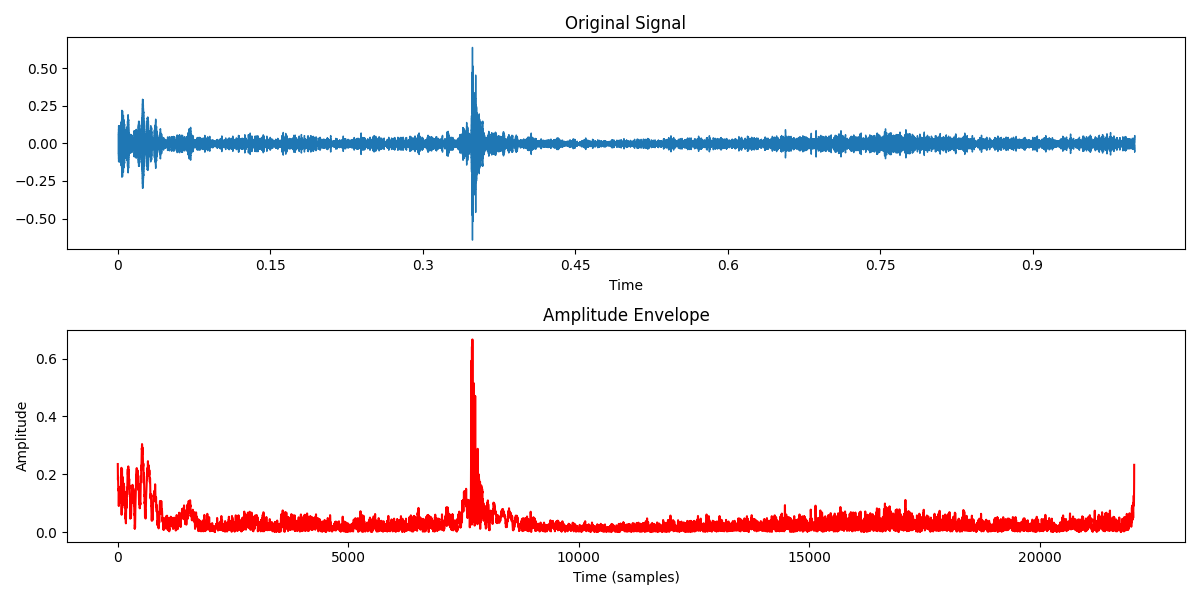 Original Signal
0.50
0.25
0.00
−0.25
−0.50
0 0.15 0.3 0.45 0.6 0.75 0.9
Time
Amplitude Envelope
Amplitude
0.6
0.4
0.2
0.0
0 5000 10000 15000 20000
Time (samples)